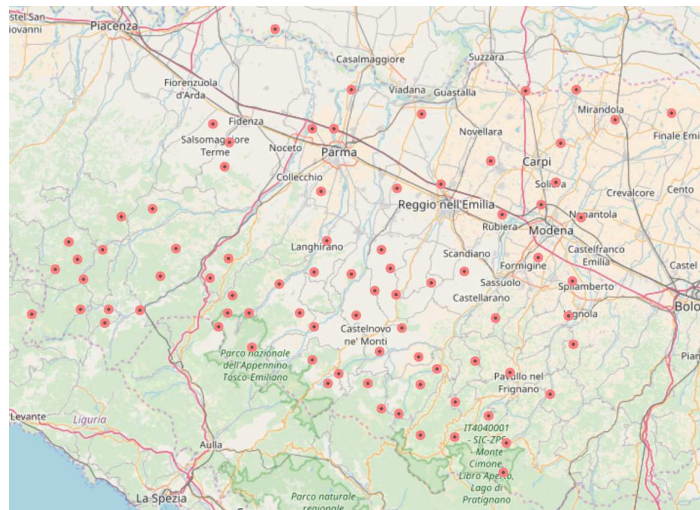 stel San
Piacenza
iovanni
Casalmaggiore
Suzzara
Fiorenzuola
d'Arda
Viadana
Guastalla
Mirandola
Fidenza
Novellara
Finale Emi
Salsomaggiore
Terme
Noceto
Parma
Carpi
Collecchio
Soliera
Crevalcore
Cento
Reggio nell'Emilia
Nonantola
Rubiera
Modena
Langhirano
Scandiano
Castelfranco
Emilia
Formigine
Castel
Sassuolo
Spilamberto
Castellarano
Bolo
Vignola
Castelnovo
ne' Monti
Parco nazionale
dell'Appennino
Tosco-Emiliano
Pian
Pavullo nel
Frignano
Levante
Liguria
IT4040001
- SIC-ZPS -
Monte
Cimone,
Libro Aperto,
Lago di
Pratignano
Aulla
La Spezia
Parco naturale
regionale